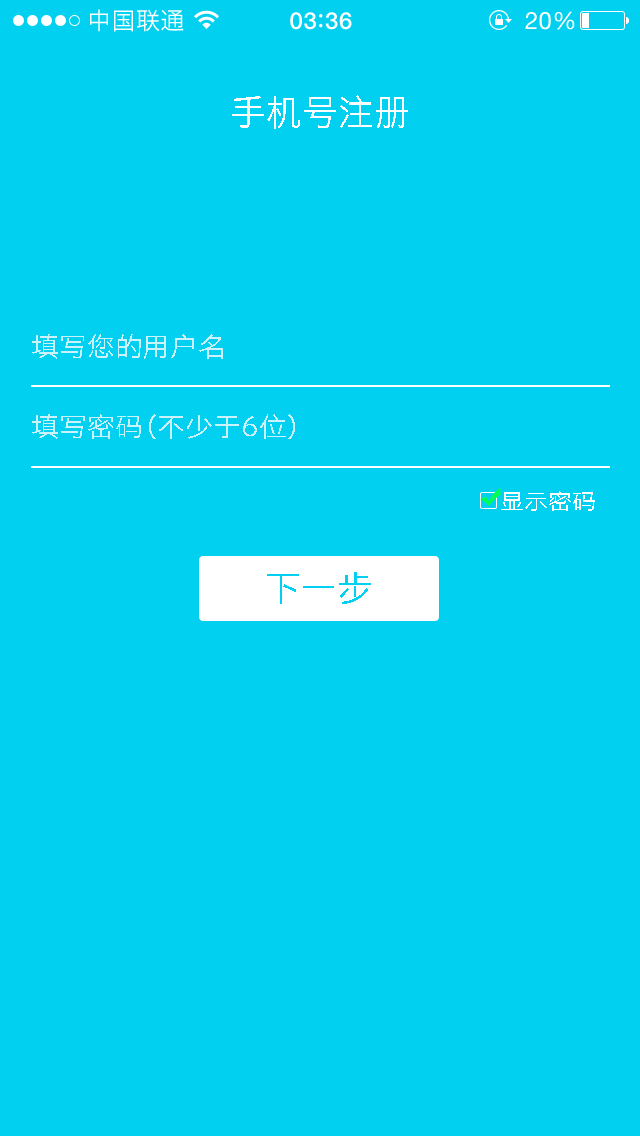 中国联通 03:36 20%
手机号注册
填写您的用户名
填写密码(不少于6位)
显示密码
下一步